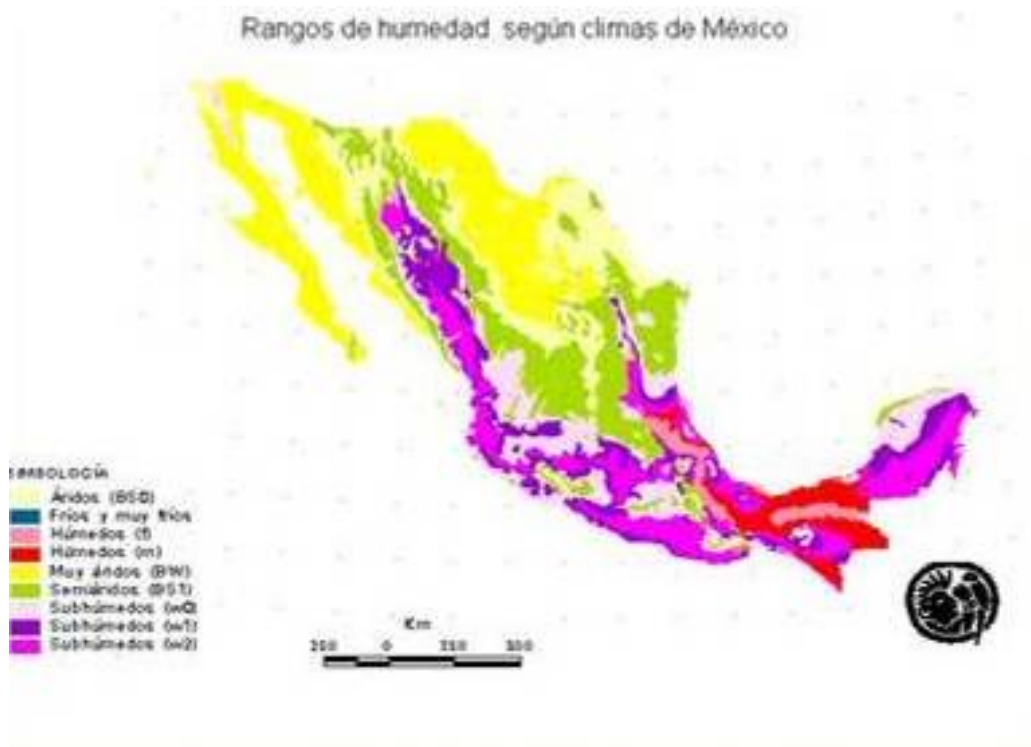 Rangos de humedad según climas de México
SIMBOLOGÍA
Áridos (BS0)
Fríos y muy fríos
Húmedos (f)
Húmedos (m)
Muy áridos (BW)
Semiáridos (BS1)
Subhúmedos (w0)
Subhúmedos (w1)
Subhúmedos (w2)
Km
250 0 250 500